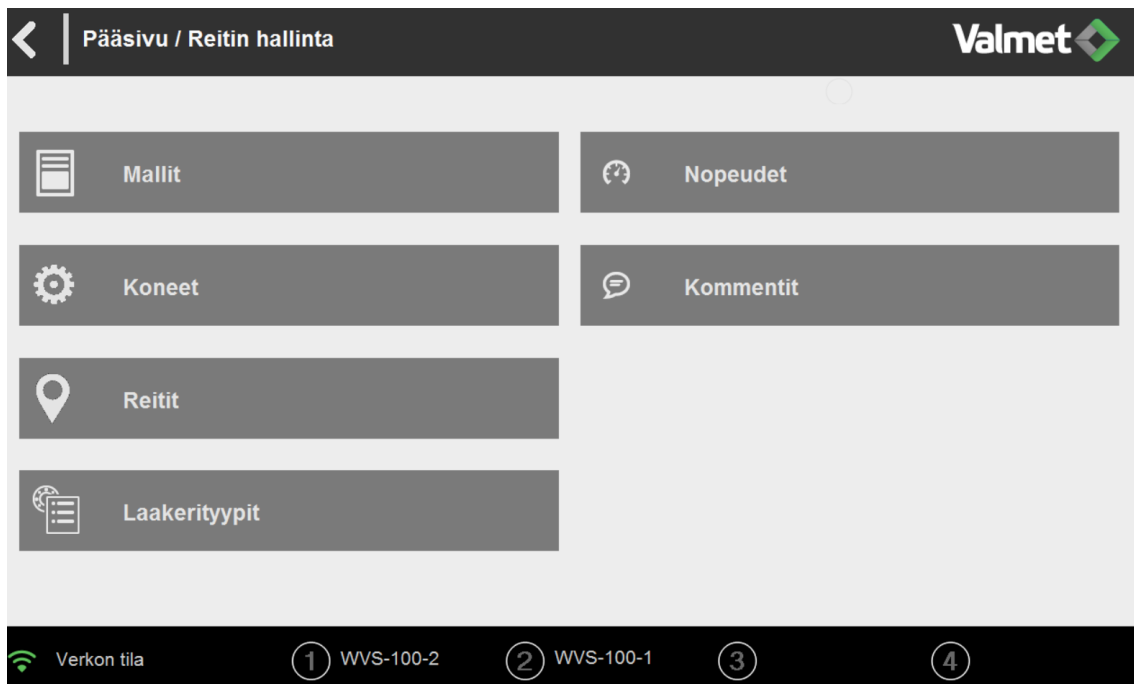 Pääsivu / Reitin hallinta
Valmet
Mallit
Nopeudet
Koneet
Kommentit
Reitit
Laakerityypit
Verkon tila
1 WVS-100-2
2 WVS-100-1
3
4